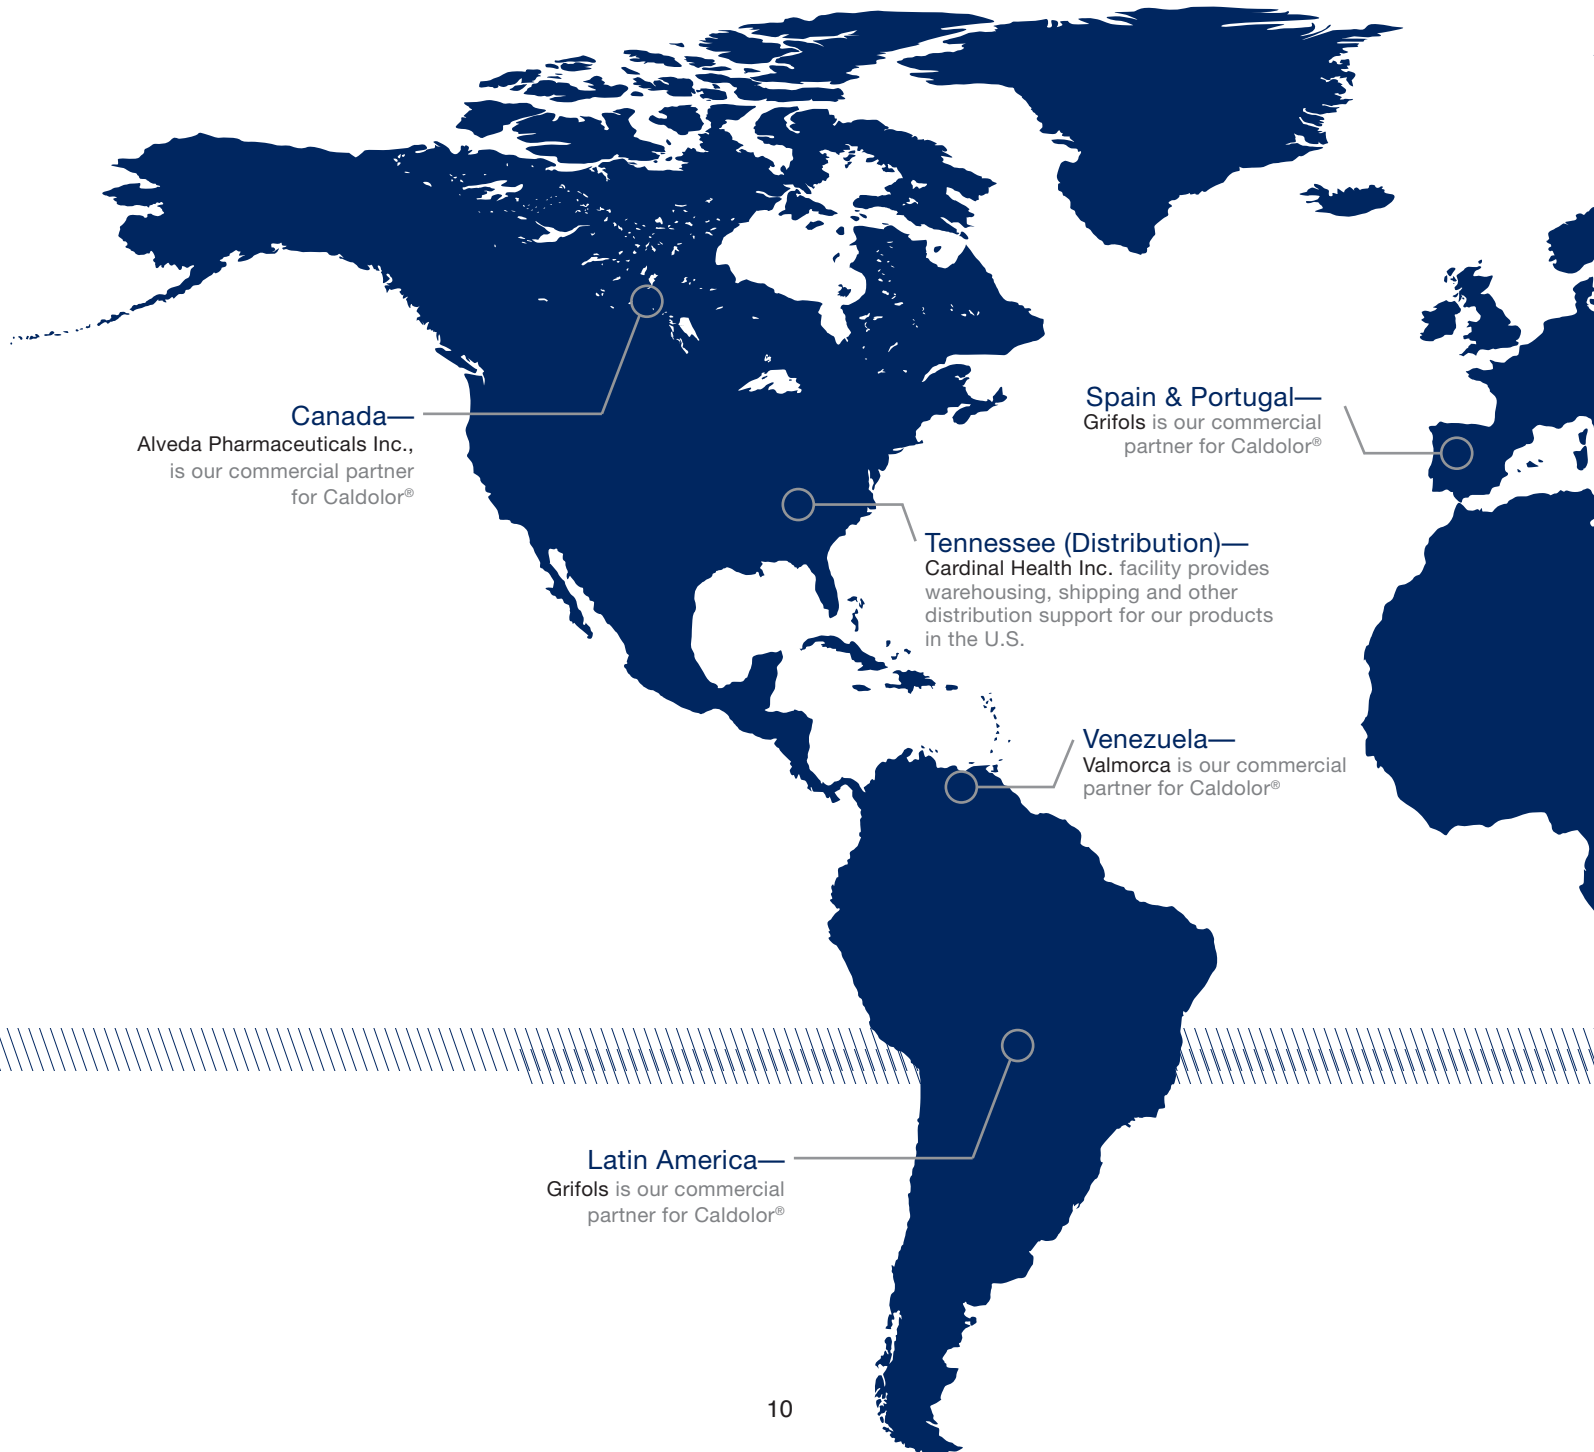 Canada—
Alveda Pharmaceuticals Inc.,
is our commercial partner
for Caldolor®
Spain & Portugal—
Grifols is our commercial
partner for Caldolor®
Tennessee (Distribution)—
Cardinal Health Inc. facility provides
warehousing, shipping and other
distribution support for our products
in the U.S.
Venezuela—
Valmorca is our commercial
partner for Caldolor®
Latin America—
Grifols is our commercial
partner for Caldolor®
10